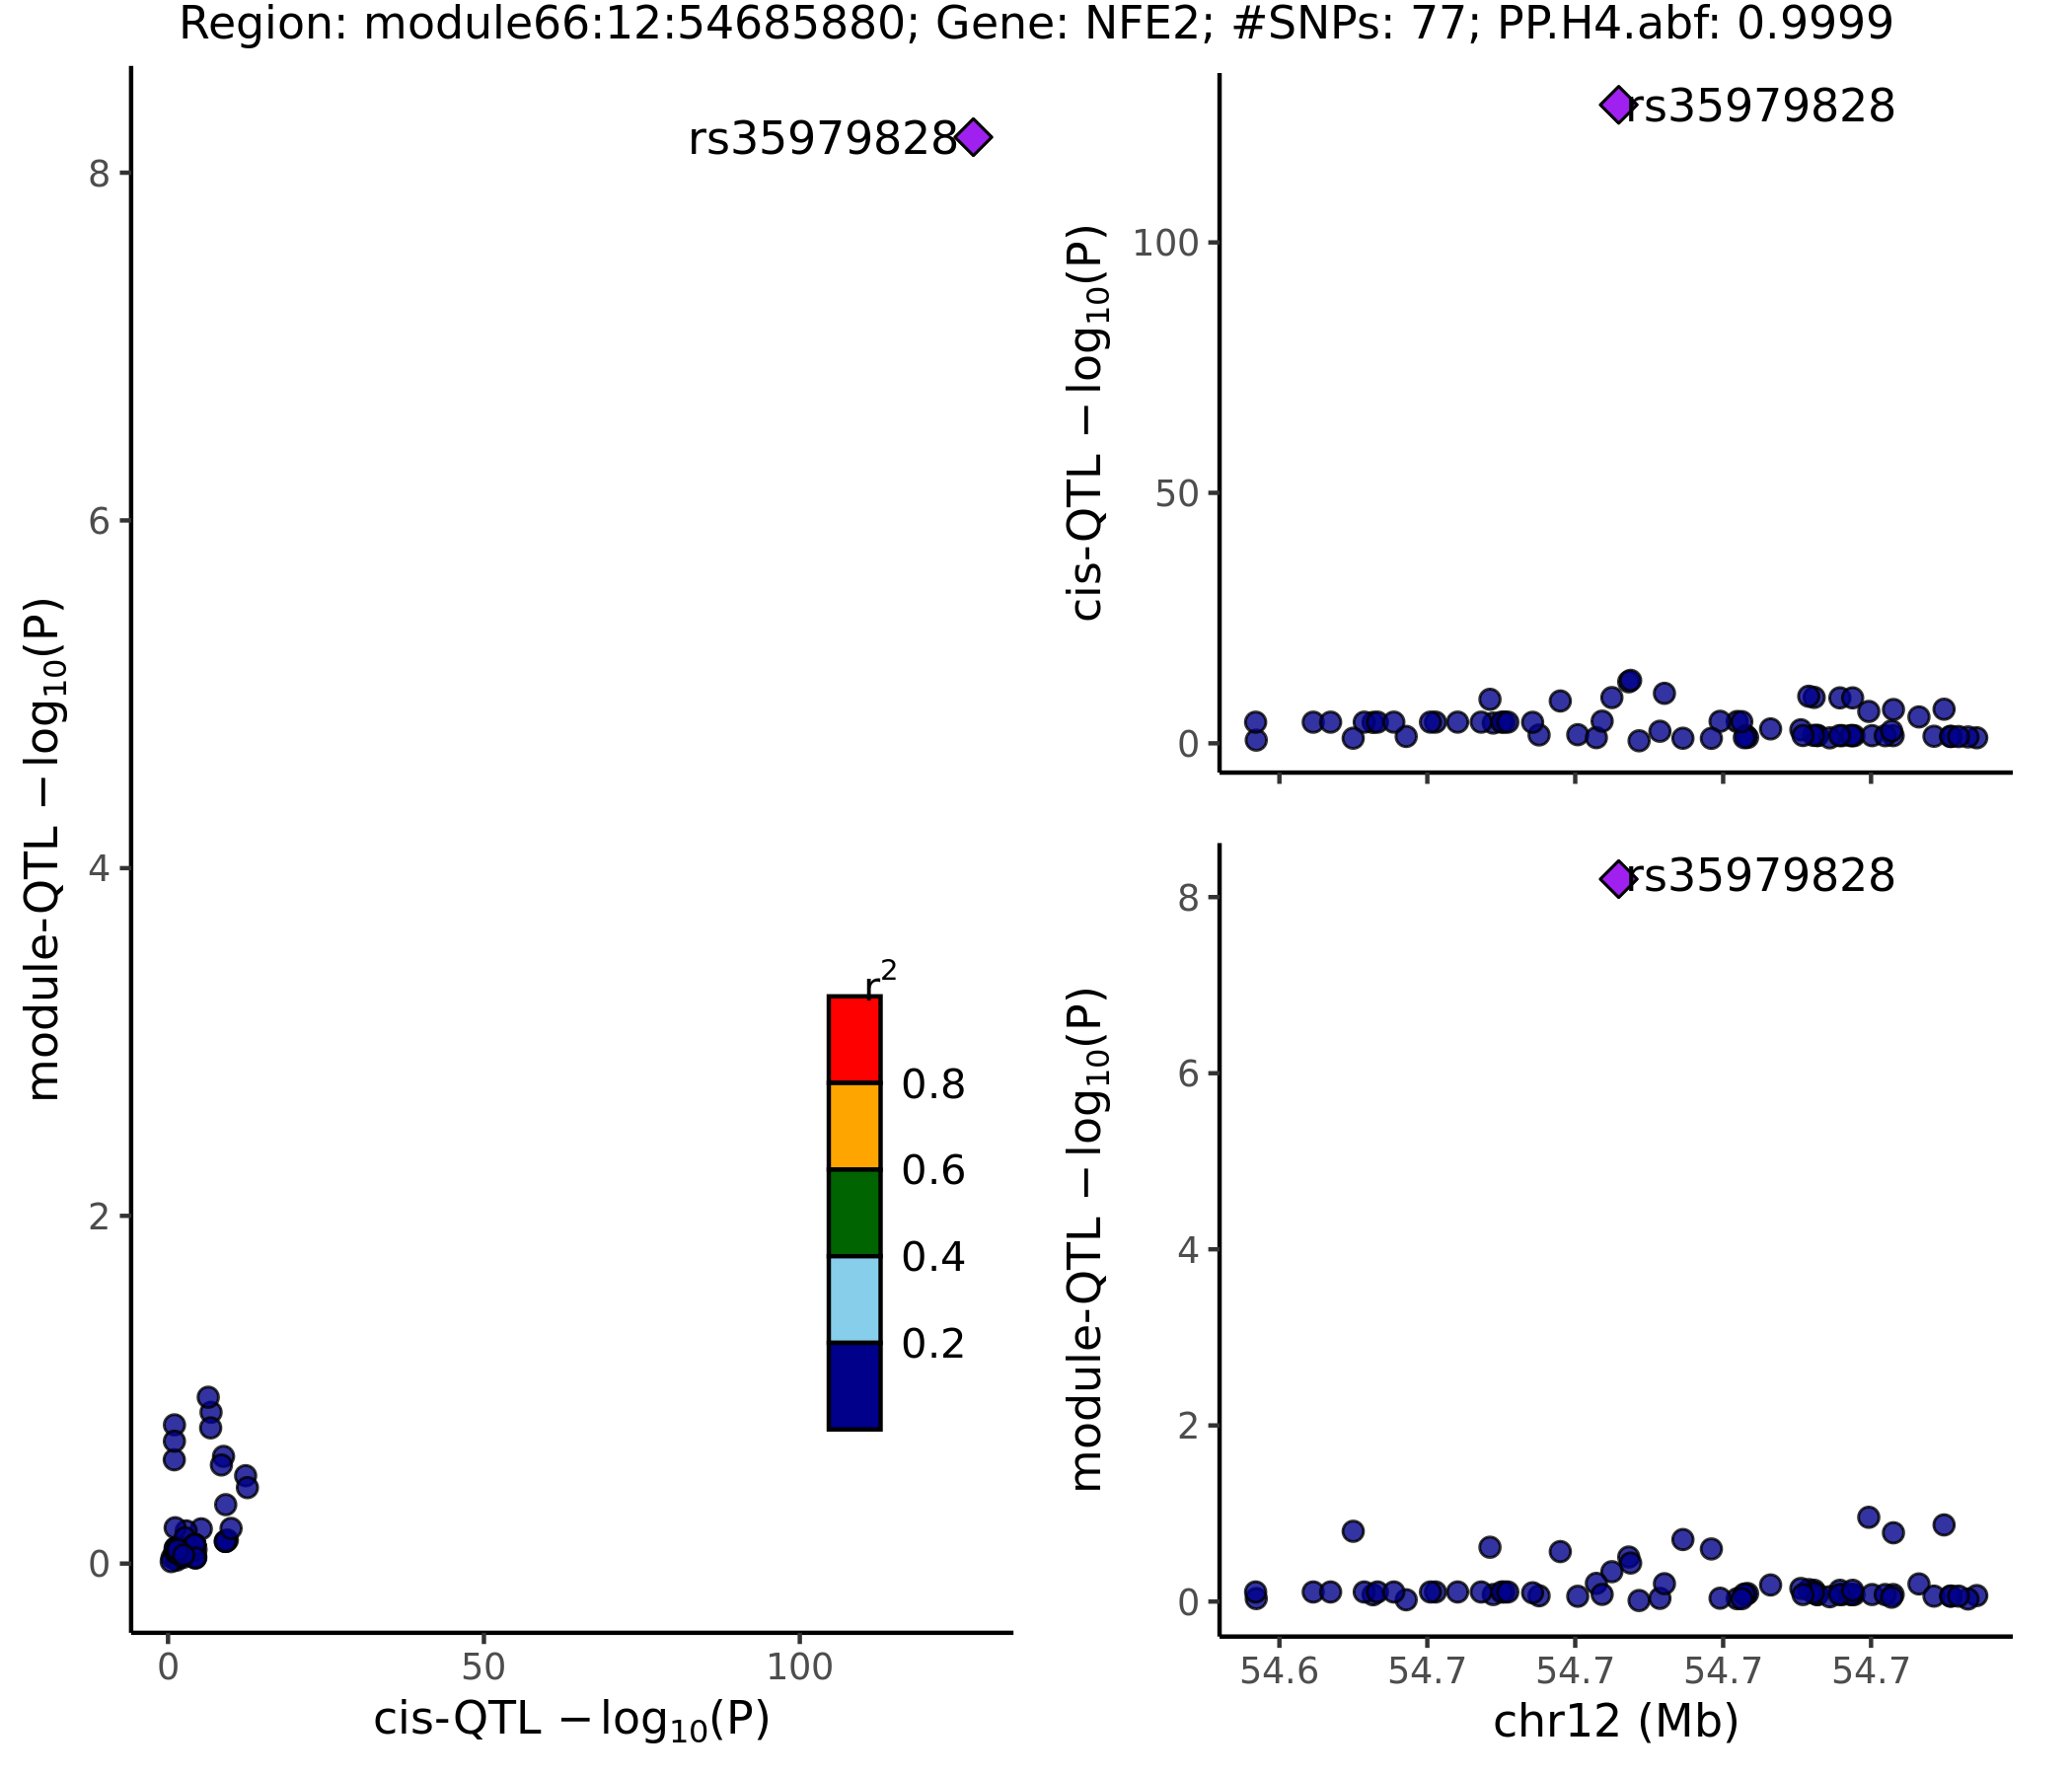 Region: module66:12:54685880; Gene: NFE2; #SNPs: 77; PP.H4.abf: 0.9999
module-QTL −log10(P)
8
6
4
2
0
rs35979828
r2
0.8
0.6
0.4
0.2
0 50 100
cis-QTL −log10(P)
cis-QTL −log10(P)
100
50
0
rs35979828
module-QTL −log10(P)
8
6
4
2
0
rs35979828
54.6 54.7 54.7 54.7 54.7
chr12 (Mb)